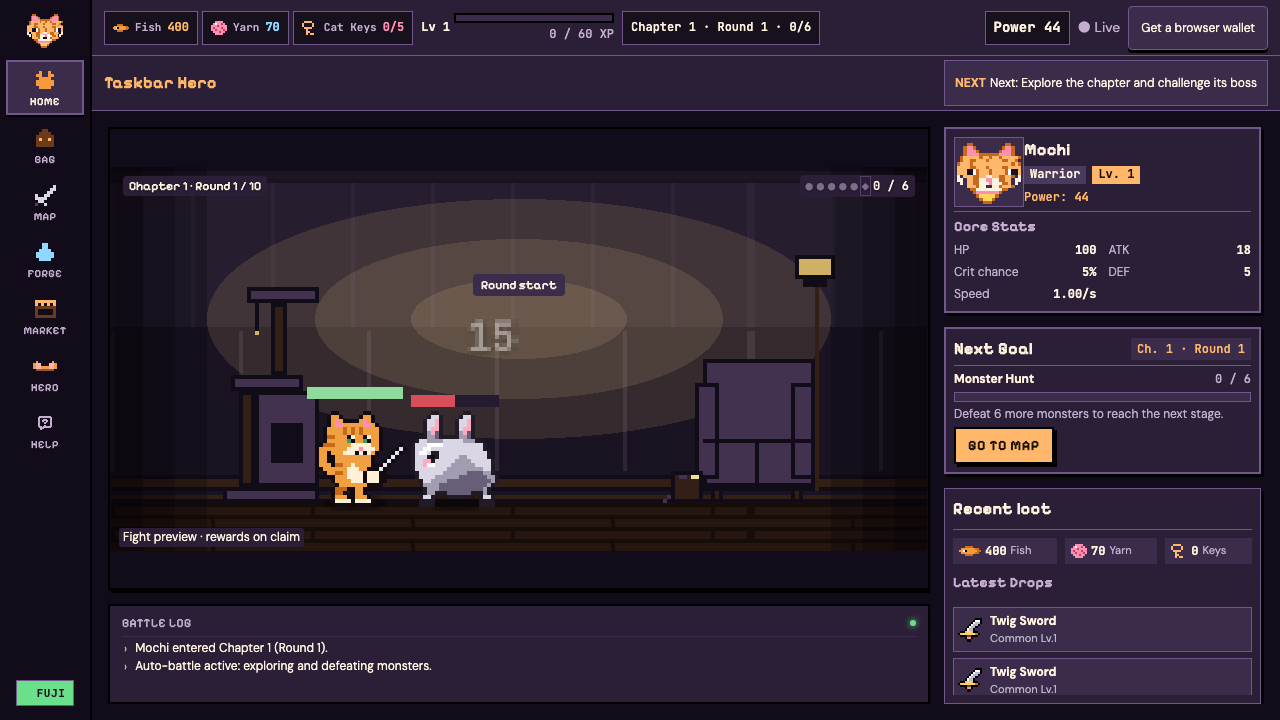 Fish 400
Yarn 70
Cat Keys 0/5
Lv 1
0 / 60 XP
Chapter 1 · Round 1 · 0/6
Power 44
Live
Get a browser wallet
HOME
BAG
MAP
FORGE
MARKET
HERO
HELP
FUJI
Taskbar Hero
NEXT Next: Explore the chapter and challenge its boss
Chapter 1 · Round 1 / 10
0 / 6
Round start
15
Fight preview · rewards on claim
BATTLE LOG
› Mochi entered Chapter 1 (Round 1).
› Auto-battle active: exploring and defeating monsters.
Mochi
Warrior Lv. 1
Power: 44
Core Stats
HP 100 ATK 18
Crit chance 5% DEF 5
Speed 1.00/s
Next Goal Ch. 1 · Round 1
Monster Hunt 0 / 6
Defeat 6 more monsters to reach the next stage.
GO TO MAP
Recent loot
400 Fish 70 Yarn 0 Keys
Latest Drops
Twig Sword
Common Lv.1
Twig Sword
Common Lv.1